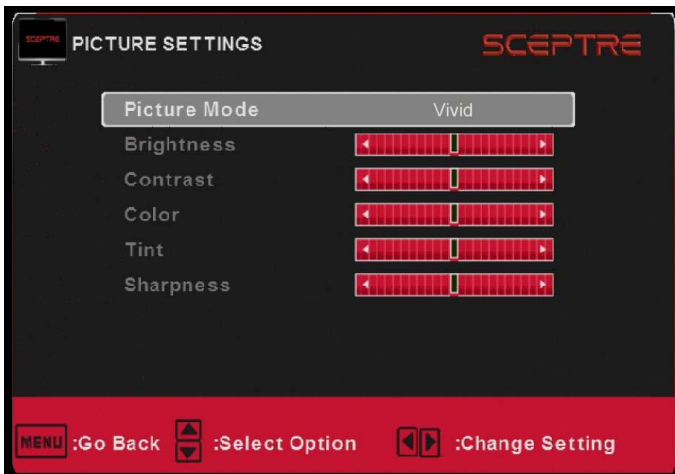 SCEPTRE
PICTURE SETTINGS
SCEPTRE
Picture Mode Vivid
Brightness
Contrast
Color
Tint
Sharpness
MENU :Go Back :Select Option :Change Setting